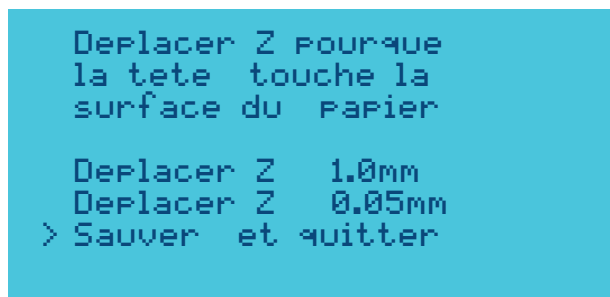 Deplacer Z pourque
la tete touche la
surface du papier
Deplacer Z 1.0mm
Deplacer Z 0.05mm
> Sauver et quitter